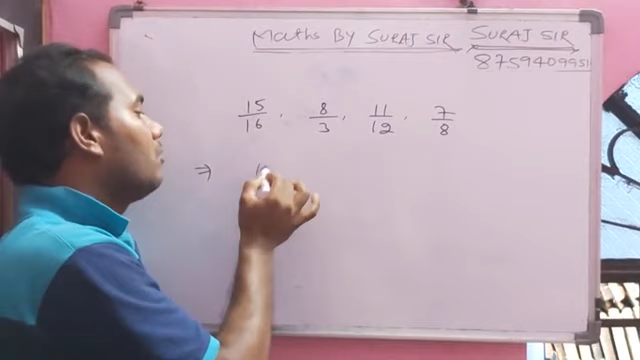 Maths By SURAJ SIR SURAJ SIR
8759409951
15/16, 8/3, 11/12, 7/8
⇒